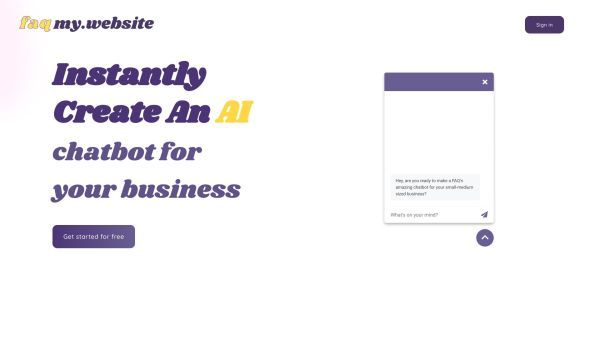 faq my.website
Sign in
Instantly
Create An AI
chatbot for
your business
Get started for free
Hey, are you ready to make a FAQ's
amazing chatbot for your small-medium
sized business?
What's on your mind?